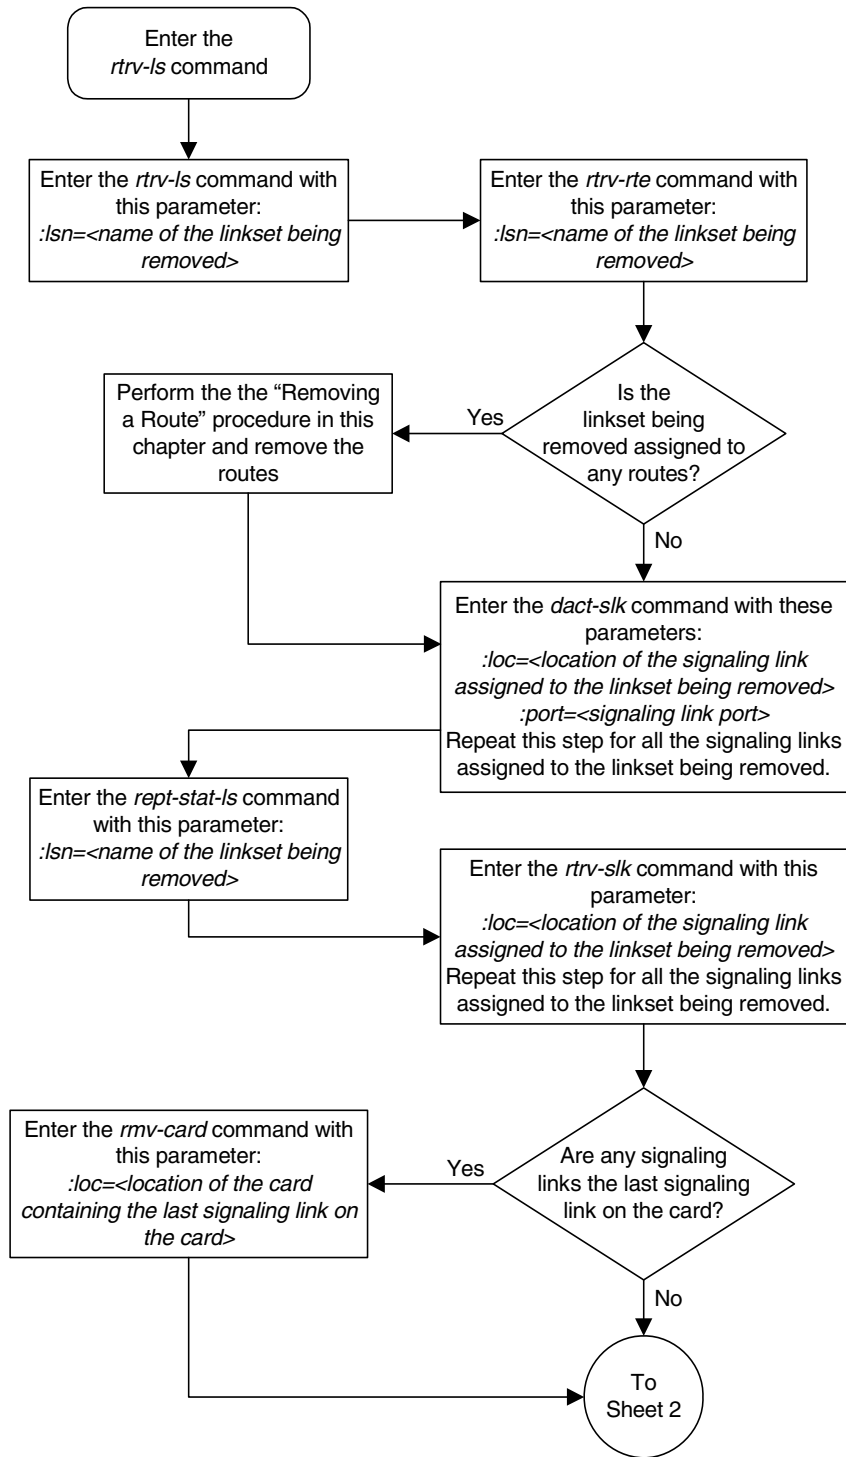 Enter the
rtrv-ls command
Enter the rtrv-ls command with
this parameter:
:lsn=<name of the linkset being
removed>
Enter the rtrv-rte command with
this parameter:
:lsn=<name of the linkset being
removed>
Is the
linkset being
removed assigned to
any routes?
Yes
Perform the the “Removing
a Route” procedure in this
chapter and remove the
routes
No
Enter the dact-slk command with these
parameters:
:loc=<location of the signaling link
assigned to the linkset being removed>
:port=<signaling link port>
Repeat this step for all the signaling links
assigned to the linkset being removed.
Enter the rept-stat-ls command
with this parameter:
:lsn=<name of the linkset being
removed>
Enter the rtrv-slk command with this
parameter:
:loc=<location of the signaling link
assigned to the linkset being removed>
Repeat this step for all the signaling links
assigned to the linkset being removed.
Are any signaling
links the last signaling
link on the card?
Yes
Enter the rmv-card command with
this parameter:
:loc=<location of the card
containing the last signaling link on
the card>
No
To
Sheet 2